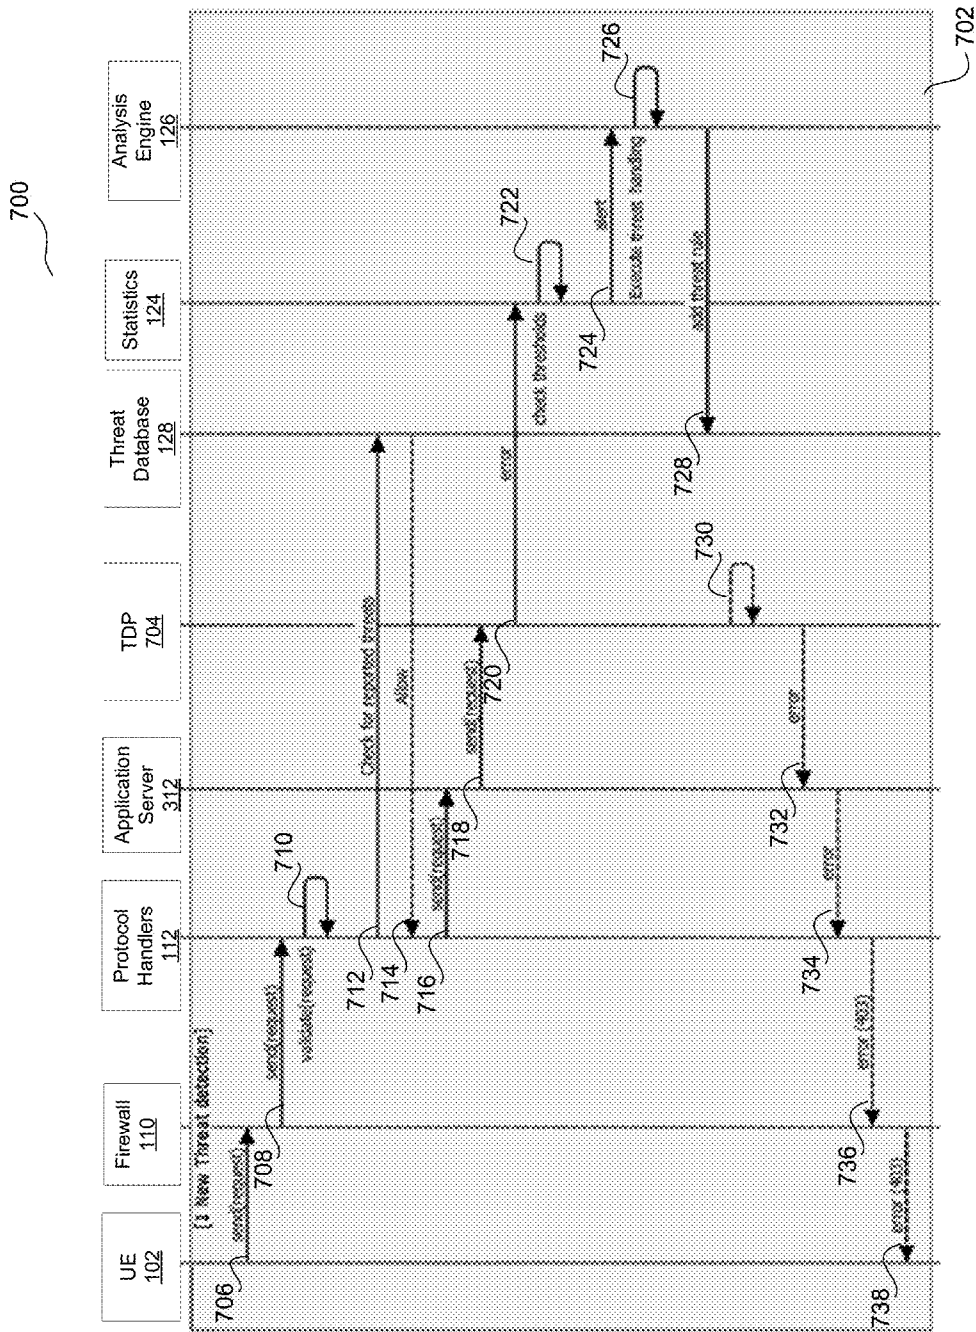 700
UE
102
Firewall
110
Protocol
Handlers
112
Application
Server
312
TDP
704
Threat
Database
128
Statistics
124
Analysis
Engine
126
[1 New Threat detection]
send(request)
706
send(request)
708
validate(request)
710
Check for reported threats
712
Allow
714
send(request)
716
send(request)
718
error
720
check thresholds
722
alert
724
Execute threat handing
726
add threat rule
728
730
error
732
error
734
error (403)
736
error (403)
738
702